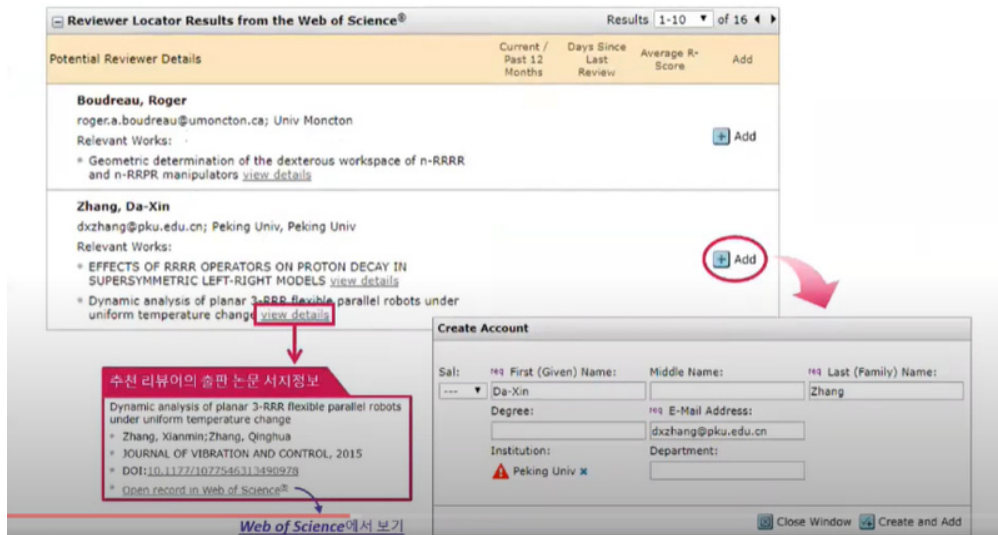 Reviewer Locator Results from the Web of Science®
Results 1-10 of 16
Potential Reviewer Details
Current / Past 12 Months
Days Since Last Review
Average R-Score
Add
Boudreau, Roger
roger.a.boudreau@umoncton.ca; Univ Moncton
Relevant Works:
Geometric determination of the dexterous workspace of n-RRRR
and n-RRPR manipulators view details
Add
Zhang, Da-Xin
dxzhang@pku.edu.cn; Peking Univ, Peking Univ
Relevant Works:
EFFECTS OF RRRR OPERATORS ON PROTON DECAY IN
SUPERSYMMETRIC LEFT-RIGHT MODELS view details
Dynamic analysis of planar 3-RRR flexible parallel robots under
uniform temperature change view details
Add
추천 리뷰어의 출판 논문 서지정보
Dynamic analysis of planar 3-RRR flexible parallel robots
under uniform temperature change
Zhang, Xianmin;Zhang, Qinghua
JOURNAL OF VIBRATION AND CONTROL, 2015
DOI:10.1177/1077546313490978
Open record in Web of Science®
Web of Science에서 보기
Create Account
Sal:
req First (Given) Name:
Middle Name:
req Last (Family) Name:
---
Da-Xin
Zhang
Degree:
req E-Mail Address:
dxzhang@pku.edu.cn
Institution:
Department:
Peking Univ
Close Window
Create and Add